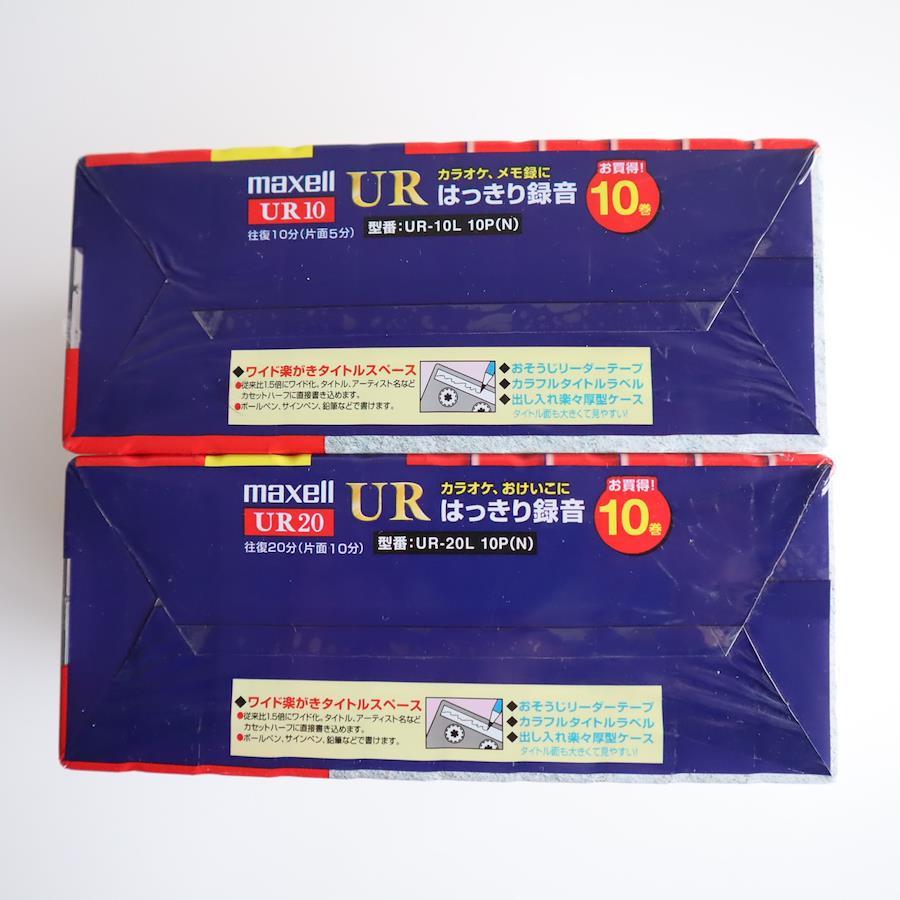 maxell
UR10
往復10分(片面5分)
UR
カラオケ、メモ録に
はっきり録音
型番:UR-10L 10P(N)
お買得!
10巻
◆ワイド楽がきタイトルスペース
●従来比1.5倍にワイド化。タイトル、アーティスト名など
カセットハーフに直接書き込めます。
●ボールペン、サインペン、鉛筆などで書けます。
◆おそうじリーダーテープ
◆カラフルタイトルラベル
◆出し入れ楽々厚型ケース
タイトル面も大きくて見やすい!
maxell
UR20
往復20分(片面10分)
UR
カラオケ、おけいこに
はっきり録音
型番:UR-20L 10P(N)
お買得!
10巻
◆ワイド楽がきタイトルスペース
●従来比1.5倍にワイド化。タイトル、アーティスト名など
カセットハーフに直接書き込めます。
●ボールペン、サインペン、鉛筆などで書けます。
◆おそうじリーダーテープ
◆カラフルタイトルラベル
◆出し入れ楽々厚型ケース
タイトル面も大きくて見やすい!